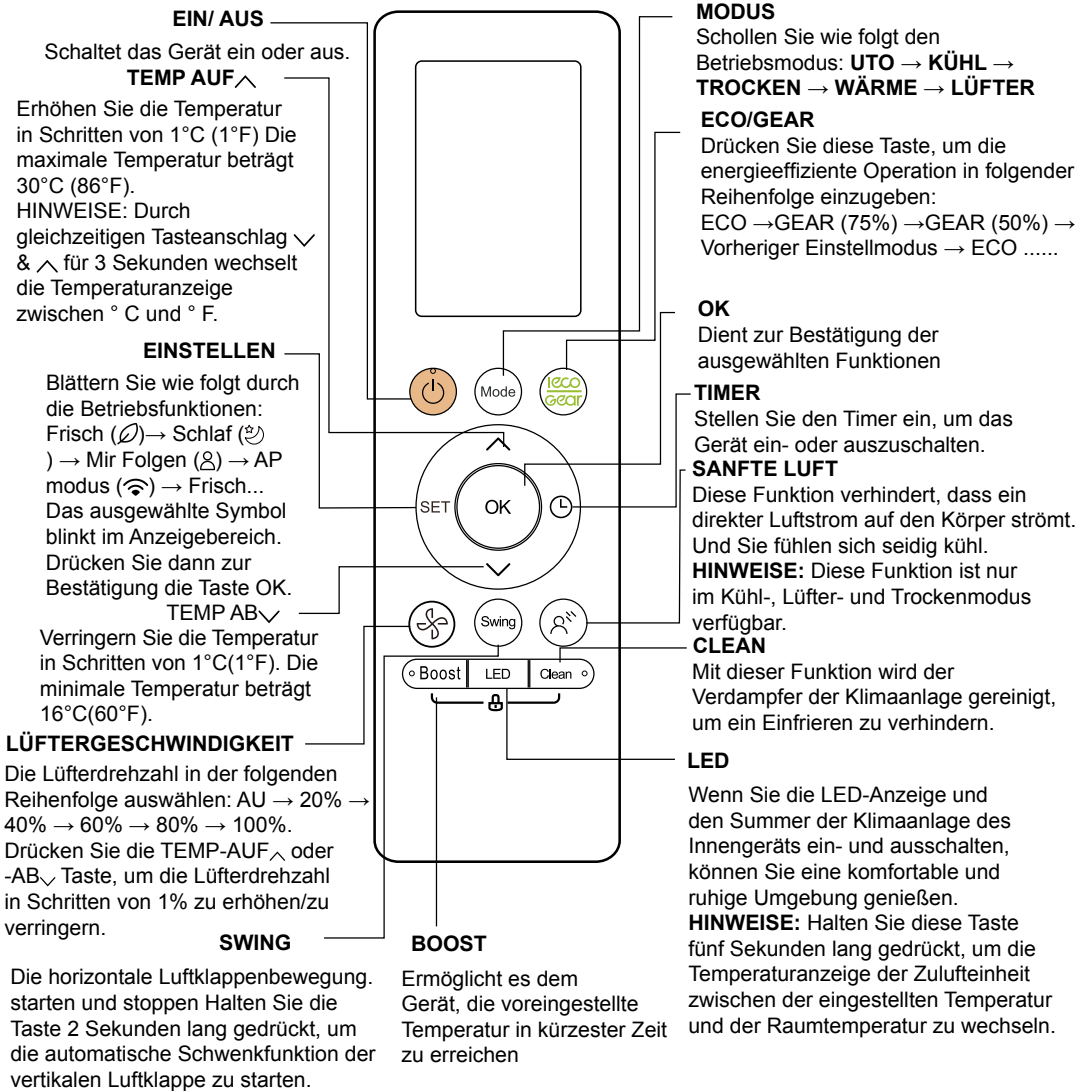 EIN/ AUS
Schaltet das Gerät ein oder aus.
TEMP AUF
Erhöhen Sie die Temperatur
in Schritten von 1°C (1°F) Die
maximale Temperatur beträgt
30°C (86°F).
HINWEISE: Durch
gleichzeitigen Tasteanschlag
& für 3 Sekunden wechselt
die Temperaturanzeige
zwischen ° C und ° F.
EINSTELLEN
Blättern Sie wie folgt durch
die Betriebsfunktionen:
Frisch ( )→ Schlaf (
) → Mir Folgen ( ) → AP
modus ( ) → Frisch...
Das ausgewählte Symbol
blinkt im Anzeigebereich.
Drücken Sie dann zur
Bestätigung die Taste OK.
TEMP AB
Verringern Sie die Temperatur
in Schritten von 1°C(1°F). Die
minimale Temperatur beträgt
16°C(60°F).
LÜFTERGESCHWINDIGKEIT
Die Lüfterdrehzahl in der folgenden
Reihenfolge auswählen: AU → 20% →
40% → 60% → 80% → 100%.
Drücken Sie die TEMP-AUF oder
-AB Taste, um die Lüfterdrehzahl
in Schritten von 1% zu erhöhen/zu
verringern.
SWING
Die horizontale Luftklappenbewegung.
starten und stoppen Halten Sie die
Taste 2 Sekunden lang gedrückt, um
die automatische Schwenkfunktion der
vertikalen Luftklappe zu starten.
BOOST
Ermöglicht es dem
Gerät, die voreingestellte
Temperatur in kürzester Zeit
zu erreichen
Mode
ieco
Gear
SET
OK
Swing
Boost
LED
Clean
MODUS
Schollen Sie wie folgt den
Betriebsmodus: UTO → KÜHL →
TROCKEN → WÄRME → LÜFTER
ECO/GEAR
Drücken Sie diese Taste, um die
energieeffiziente Operation in folgender
Reihenfolge einzugeben:
ECO →GEAR (75%) →GEAR (50%) →
Vorheriger Einstellmodus → ECO ......
OK
Dient zur Bestätigung der
ausgewählten Funktionen
TIMER
Stellen Sie den Timer ein, um das
Gerät ein- oder auszuschalten.
SANFTE LUFT
Diese Funktion verhindert, dass ein
direkter Luftstrom auf den Körper strömt.
Und Sie fühlen sich seidig kühl.
HINWEISE: Diese Funktion ist nur
im Kühl-, Lüfter- und Trockenmodus
verfügbar.
CLEAN
Mit dieser Funktion wird der
Verdampfer der Klimaanlage gereinigt,
um ein Einfrieren zu verhindern.
LED
Wenn Sie die LED-Anzeige und
den Summer der Klimaanlage des
Innengeräts ein- und ausschalten,
können Sie eine komfortable und
ruhige Umgebung genießen.
HINWEISE: Halten Sie diese Taste
fünf Sekunden lang gedrückt, um die
Temperaturanzeige der Zulufteinheit
zwischen der eingestellten Temperatur
und der Raumtemperatur zu wechseln.